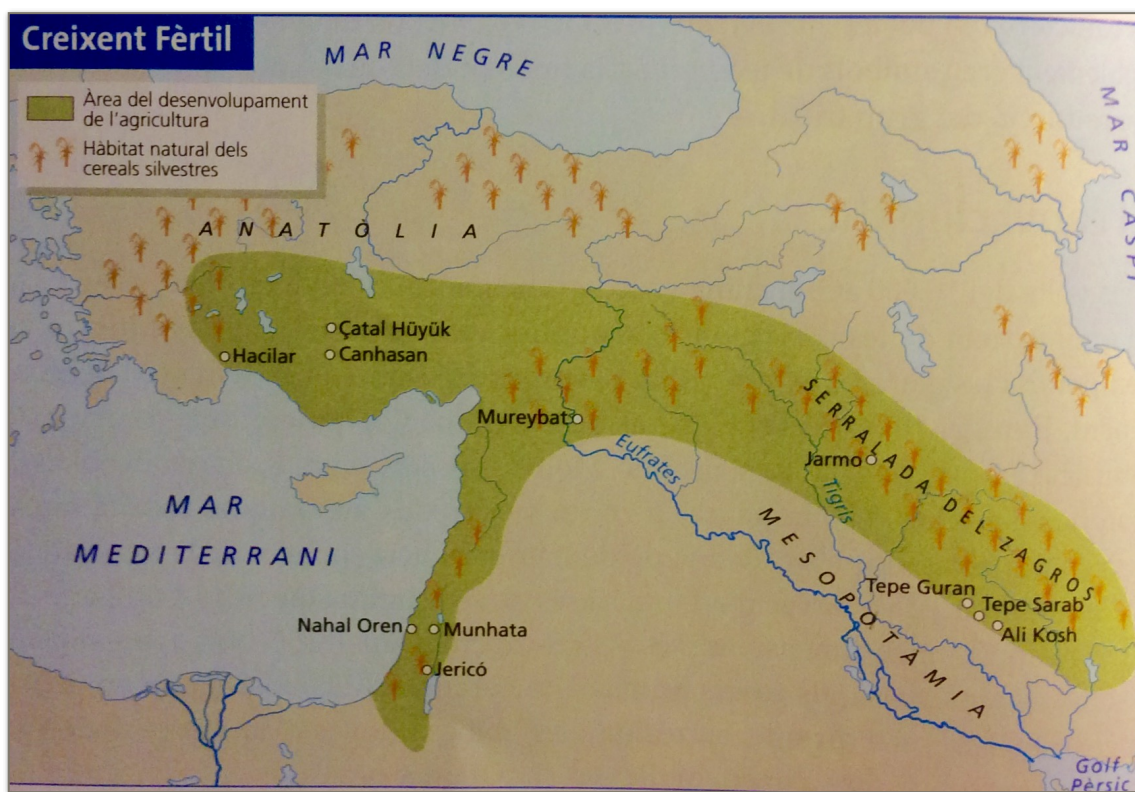 Creixent Fèrtil
Àrea del desenvolupament
de l'agricultura
Hàbitat natural dels
cereals silvestres
MAR NEGRE
MAR CASPI
ANATÒLIA
Çatal Hüyük
Hacilar
Canhasan
Mureybat
Eufrates
SERRALADA DEL ZAGROS
Jarmo
Tigris
MAR
MEDITERRANI
MESOPOTÀMIA
Tepe Guran
Tepe Sarab
Ali Kosh
Nahal Oren
Munhata
Jericó
Golf
Pèrsic